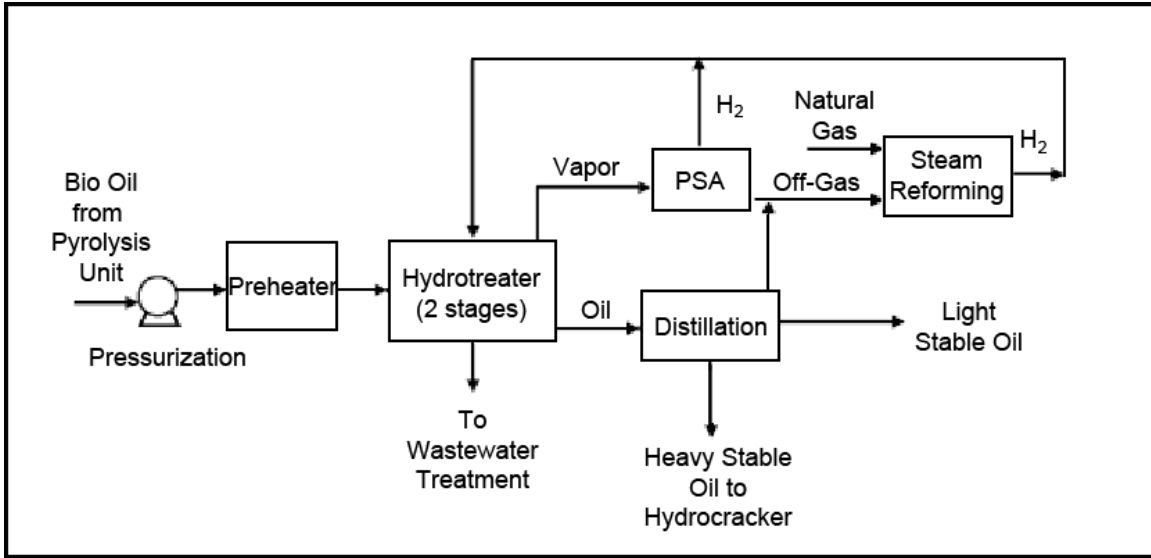 Bio Oil
from
Pyrolysis
Unit
Pressurization
Preheater
Hydrotreater
(2 stages)
To
Wastewater
Treatment
Vapor
Oil
PSA
H₂
Off-Gas
Natural
Gas
Steam
Reforming
H₂
Distillation
Light
Stable Oil
Heavy Stable
Oil to
Hydrocracker